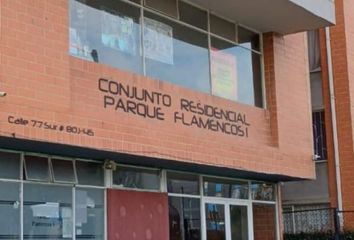 CONJUNTO RESIDENCIAL
PARQUE FLAMENCOS I
Calle 77 Sur # 80J-45